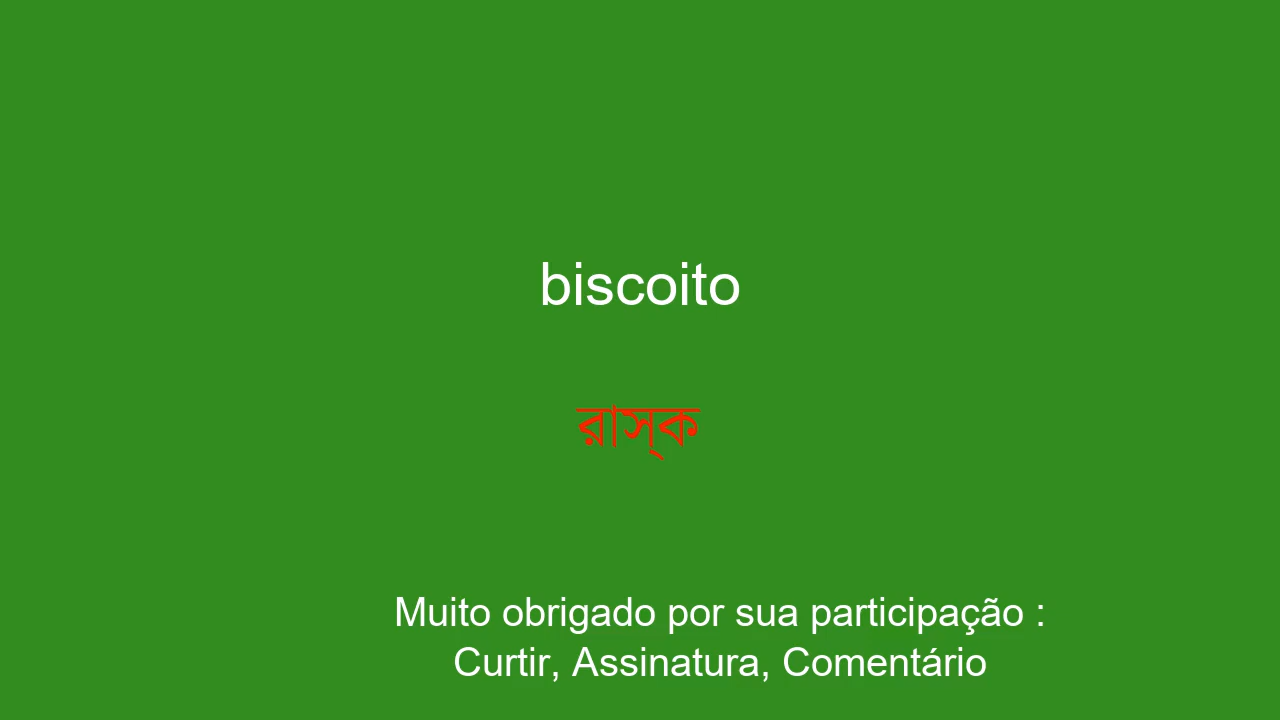 biscoito
রাস্ক
Muito obrigado por sua participação :
Curtir, Assinatura, Comentário